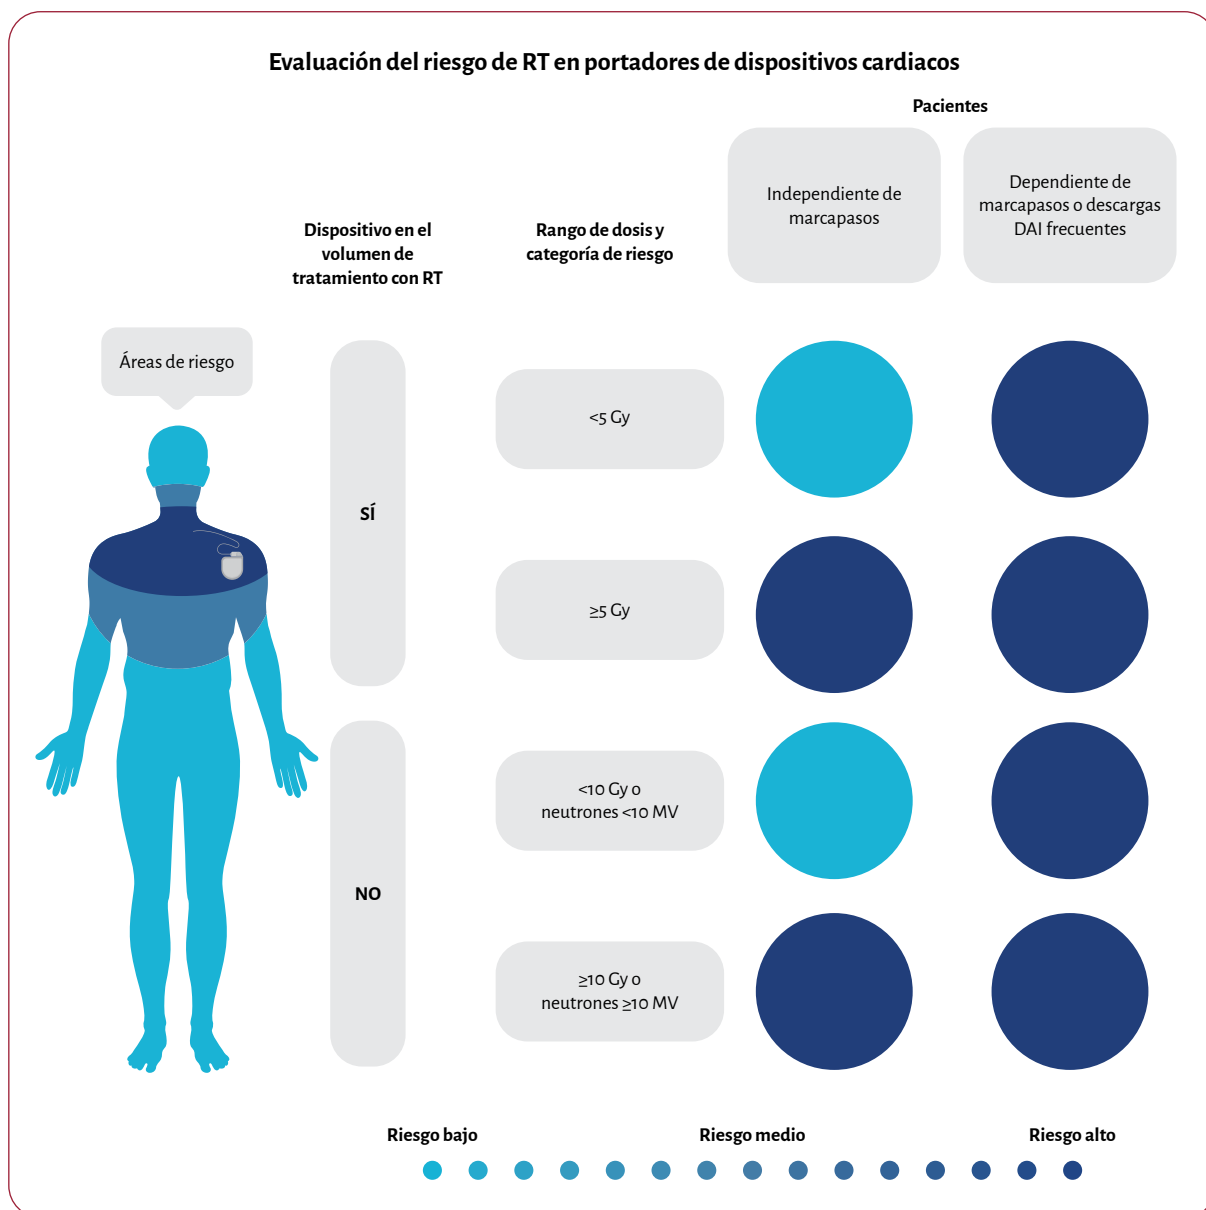 Evaluación del riesgo de RT en portadores de dispositivos cardiacos
Pacientes
Independiente de
marcapasos
Dependiente de
marcapasos o descargas
DAI frecuentes
Dispositivo en el
volumen de
tratamiento con RT
Rango de dosis y
categoría de riesgo
Áreas de riesgo
SÍ
<5 Gy
≥5 Gy
NO
<10 Gy o
neutrones <10 MV
≥10 Gy o
neutrones ≥10 MV
Riesgo bajo
Riesgo medio
Riesgo alto